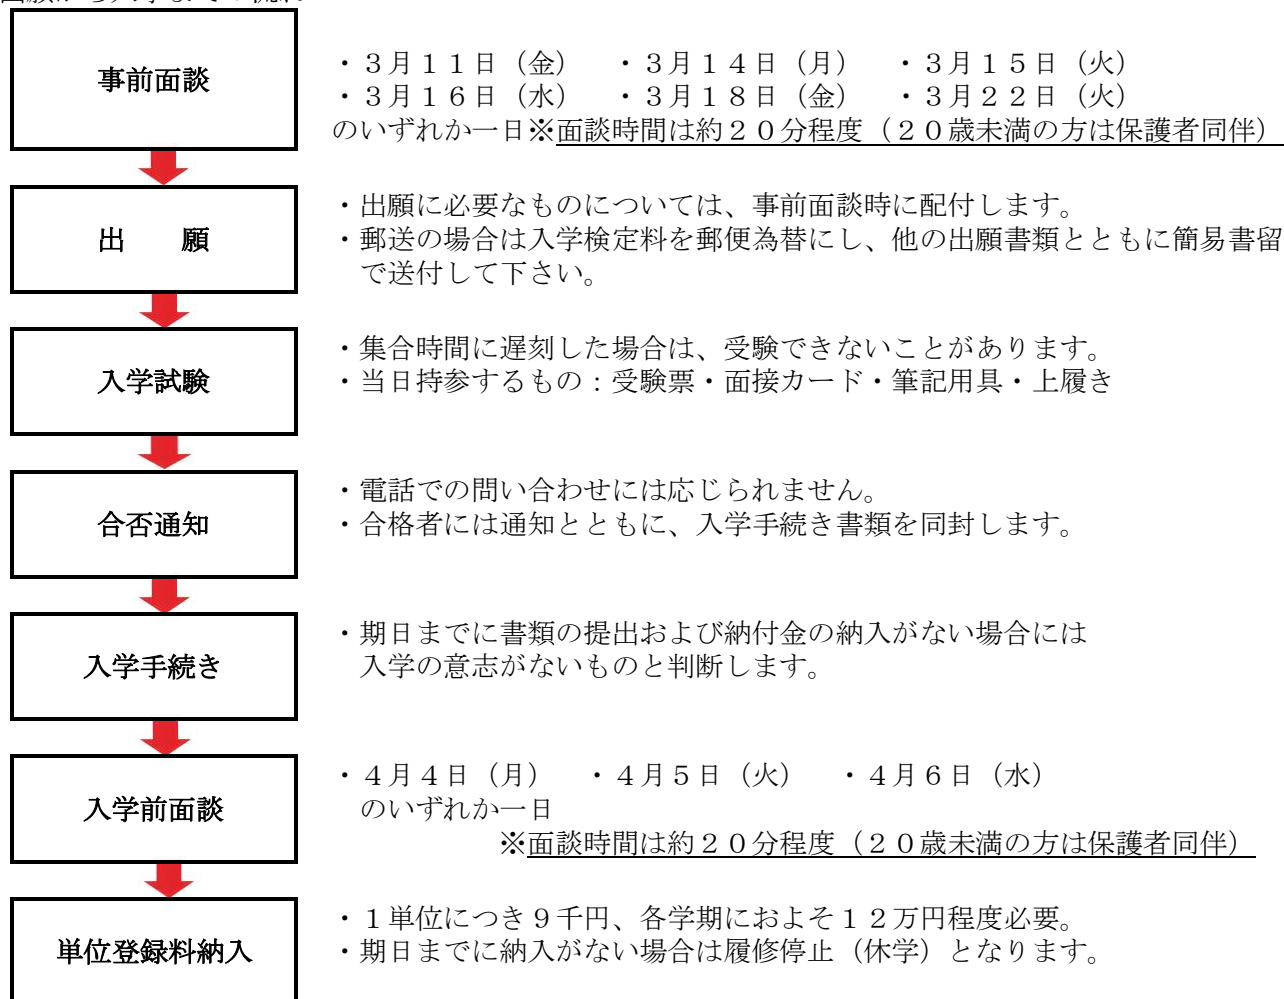 事前面談
・３月１１日（金）　・３月１４日（月）　・３月１５日（火）
・３月１６日（水）　・３月１８日（金）　・３月２２日（火）
のいずれか一日※面談時間は約２０分程度（２０歳未満の方は保護者同伴）
出　　願
・出願に必要なものについては、事前面談時に配付します。
・郵送の場合は入学検定料を郵便為替にし、他の出願書類とともに簡易書留
で送付して下さい。
入学試験
・集合時間に遅刻した場合は、受験できないことがあります。
・当日持参するもの：受験票・面接カード・筆記用具・上履き
合否通知
・電話での問い合わせには応じられません。
・合格者には通知とともに、入学手続き書類を同封します。
入学手続き
・期日までに書類の提出および納付金の納入がない場合には
入学の意志がないものと判断します。
入学前面談
・４月４日（月）　・４月５日（火）　・４月６日（水）
のいずれか一日
※面談時間は約２０分程度（２０歳未満の方は保護者同伴）
単位登録料納入
・１単位につき９千円、各学期におよそ１２万円程度必要。
・期日までに納入がない場合は履修停止（休学）となります。